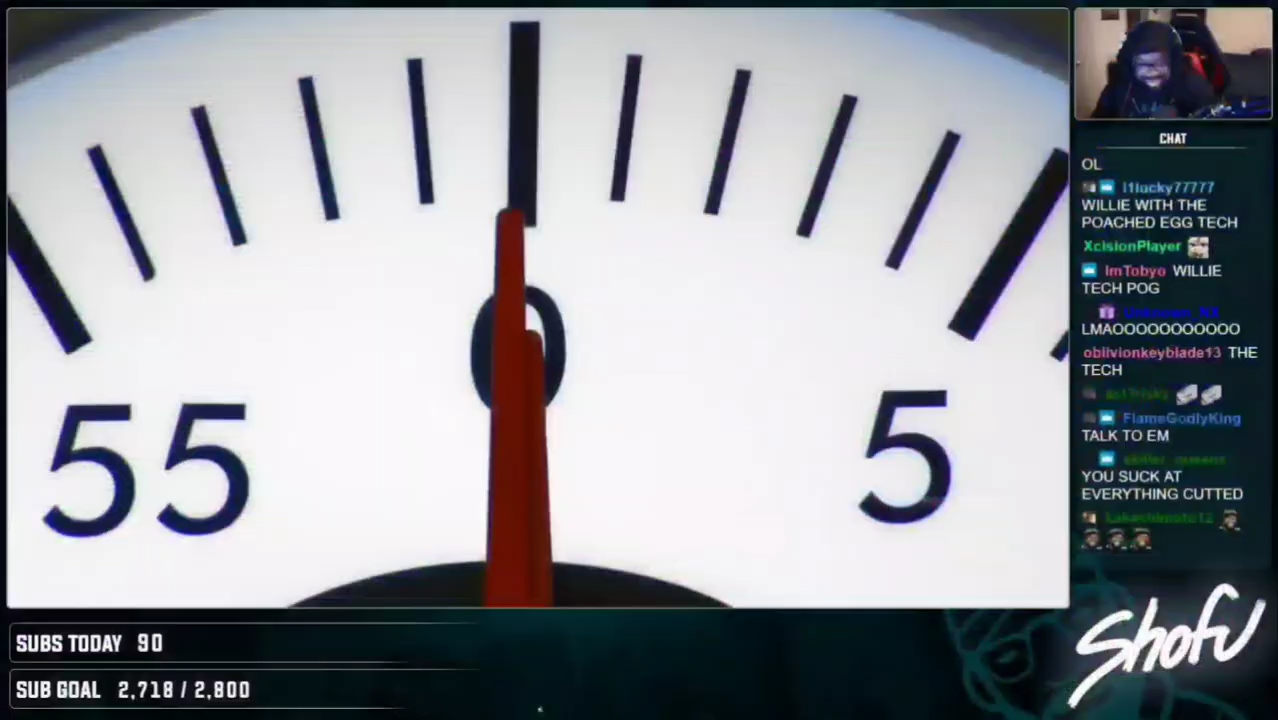 55
0
5
CHAT
OL
l1lucky77777
WILLIE WITH THE
POACHED EGG TECH
XcisionPlayer
ImTobyo WILLIE
TECH POG
LMAOOOOOOOOOOO
oblivionkeyblade13 THE
TECH
FlameGodlyKing
TALK TO EM
YOU SUCK AT
EVERYTHING CUTTED
SUBS TODAY 90
SUB GOAL 2,718 / 2,800
Shofu